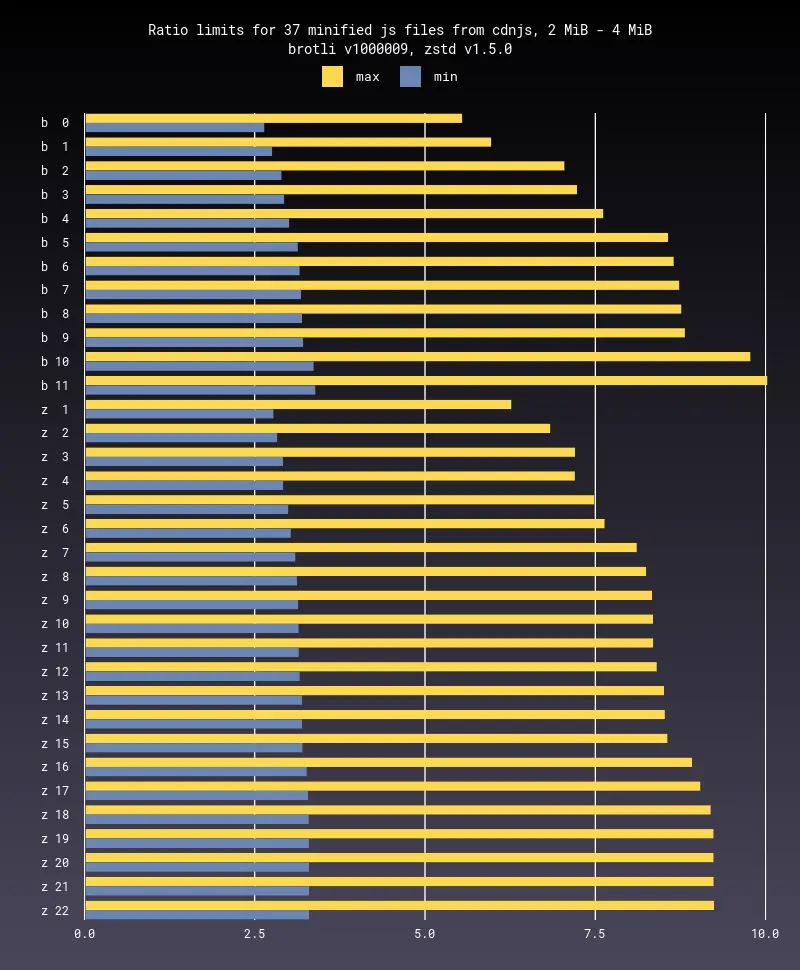 Ratio limits for 37 minified js files from cdnjs, 2 MiB - 4 MiB
brotli v1000009, zstd v1.5.0
max min
b 0
b 1
b 2
b 3
b 4
b 5
b 6
b 7
b 8
b 9
b 10
b 11
z 1
z 2
z 3
z 4
z 5
z 6
z 7
z 8
z 9
z 10
z 11
z 12
z 13
z 14
z 15
z 16
z 17
z 18
z 19
z 20
z 21
z 22
0.0 2.5 5.0 7.5 10.0